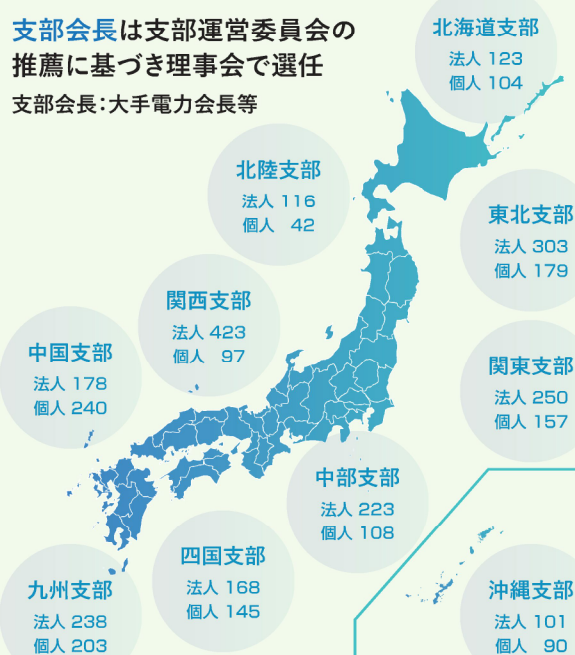 支部会長は支部運営委員会の
推薦に基づき理事会で選任
支部会長：大手電力会長等
北海道支部
法人 123
個人 104
北陸支部
法人 116
個人 42
東北支部
法人 303
個人 179
関西支部
法人 423
個人 97
中国支部
法人 178
個人 240
関東支部
法人 250
個人 157
中部支部
法人 223
個人 108
四国支部
法人 168
個人 145
九州支部
法人 238
個人 203
沖縄支部
法人 101
個人 90